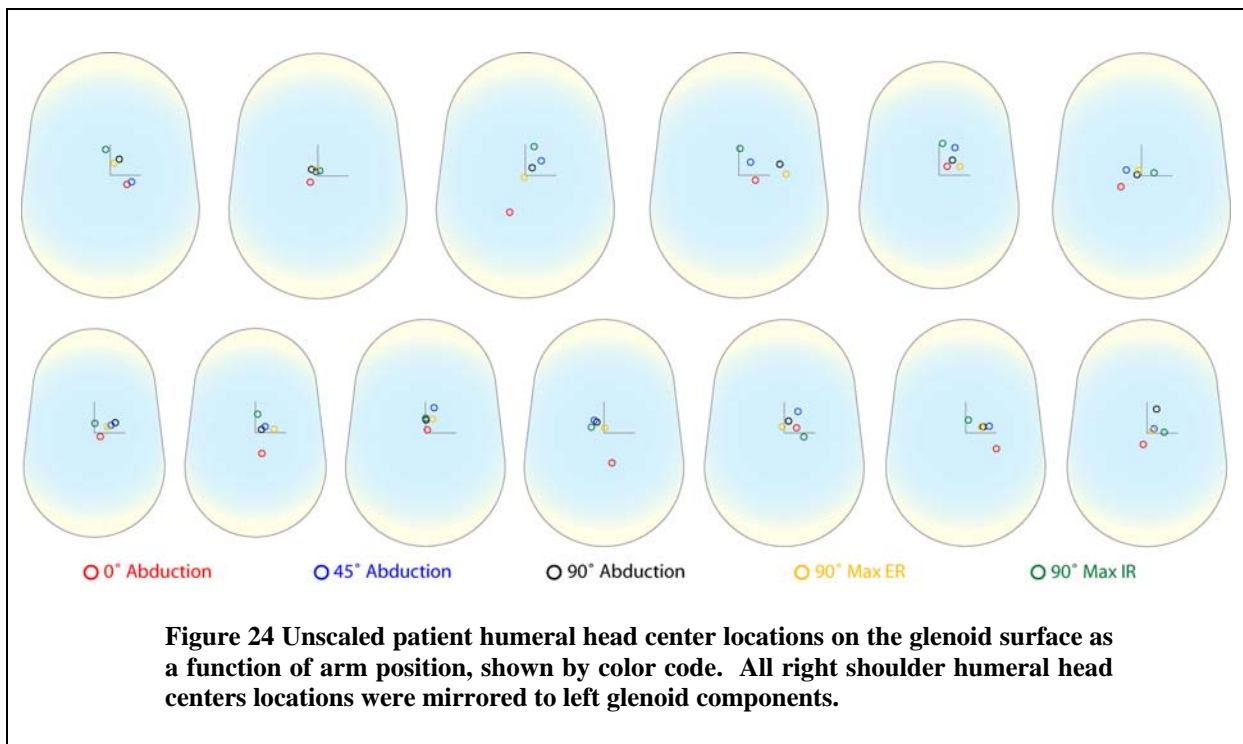 0˚ Abduction 45˚ Abduction 90˚ Abduction 90˚ Max ER 90˚ Max IR
Figure 24 Unscaled patient humeral head center locations on the glenoid surface as
a function of arm position, shown by color code. All right shoulder humeral head
centers locations were mirrored to left glenoid components.